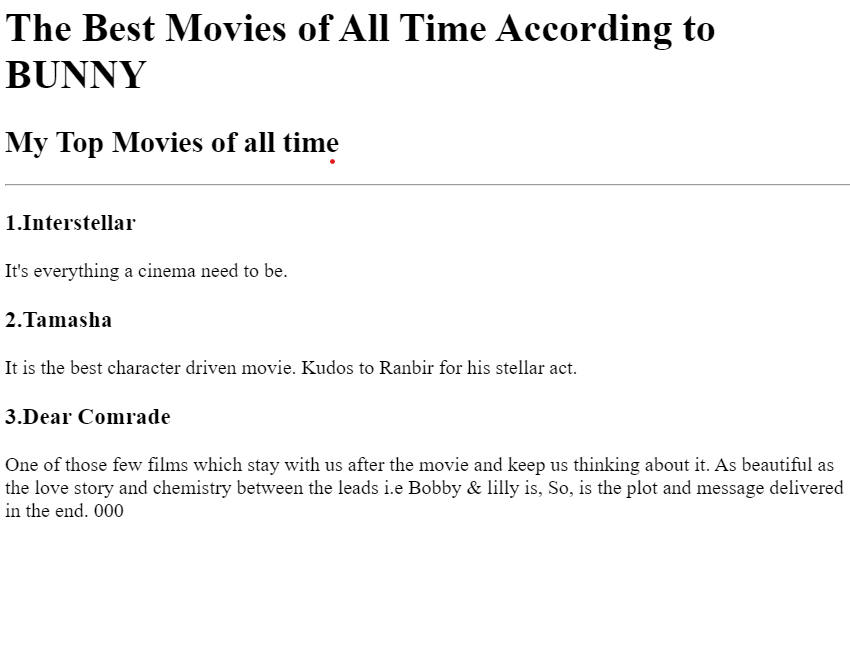 The Best Movies of All Time According to
BUNNY
My Top Movies of all time
1.Interstellar
It's everything a cinema need to be.
2.Tamasha
It is the best character driven movie. Kudos to Ranbir for his stellar act.
3.Dear Comrade
One of those few films which stay with us after the movie and keep us thinking about it. As beautiful as
the love story and chemistry between the leads i.e Bobby & lilly is, So, is the plot and message delivered
in the end. 000